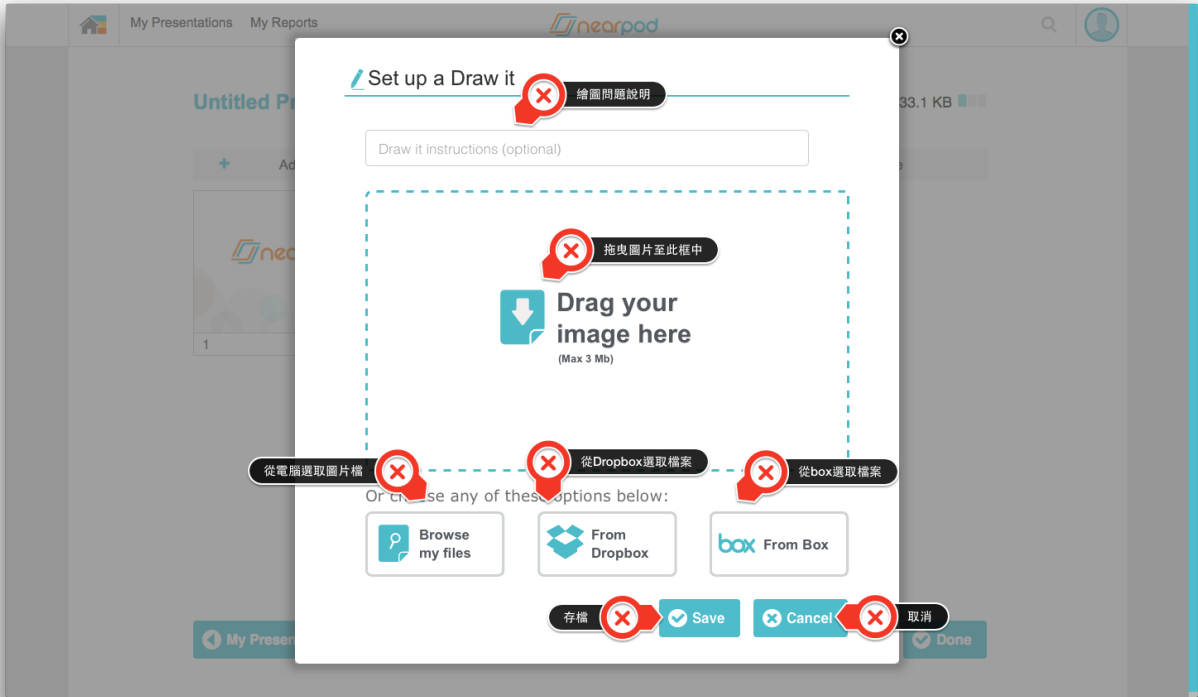 My Presentations My Reports nearpod
Set up a Draw it
繪圖問題說明
Untitled Pr
33.1 KB
Draw it instructions (optional)
+ Ad
拖曳圖片至此框中
Drag your
image here
(Max 3 Mb)
1
從電腦選取圖片檔
從Dropbox選取檔案
從box選取檔案
Or choose any of these options below:
Browse
my files
From
Dropbox
box From Box
存檔
Save
Cancel
取消
My Presen
Done